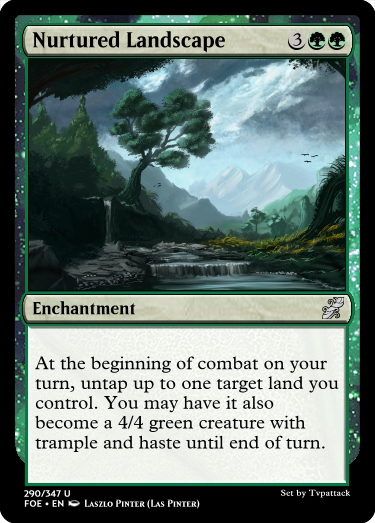 Nurtured Landscape 3
Enchantment
At the beginning of combat on your
turn, untap up to one target land you
control. You may have it also
become a 4/4 green creature with
trample and haste until end of turn.
290/347 U Set by Tvpattack
FOE • EN Laszlo Pinter (Las Pinter)